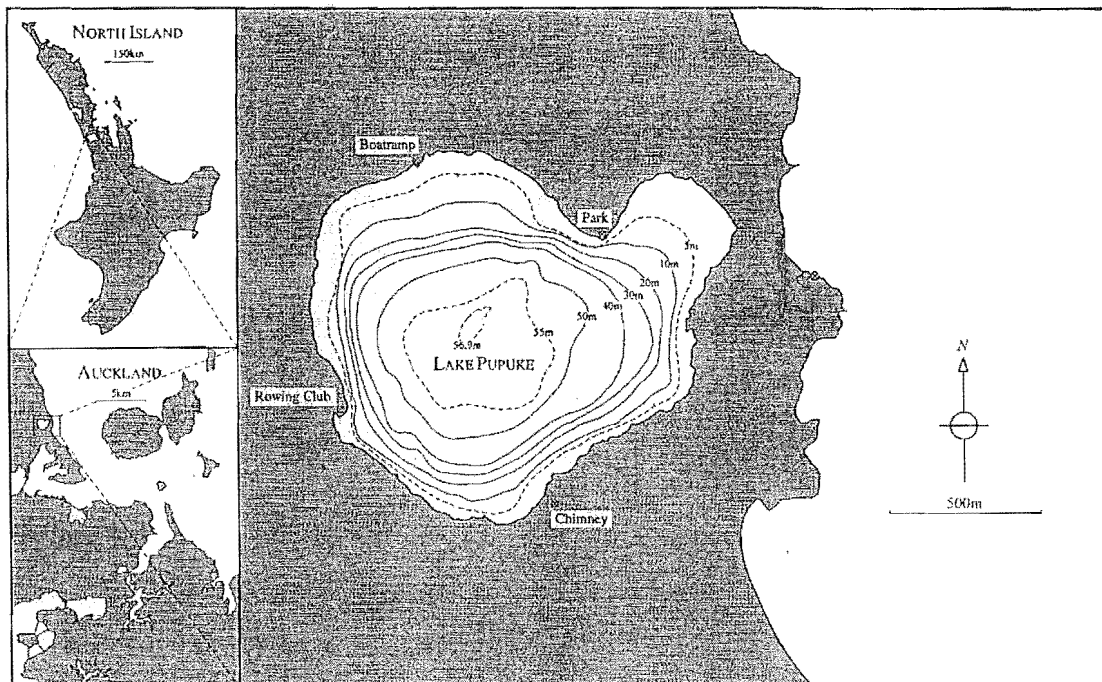 NORTH ISLAND
150km
AUCKLAND
5km
Boatramp
Park
5m
10m
20m
30m
40m
50m
55m
56.9m
LAKE PUPUKE
Rowing Club
Chimney
N
500m